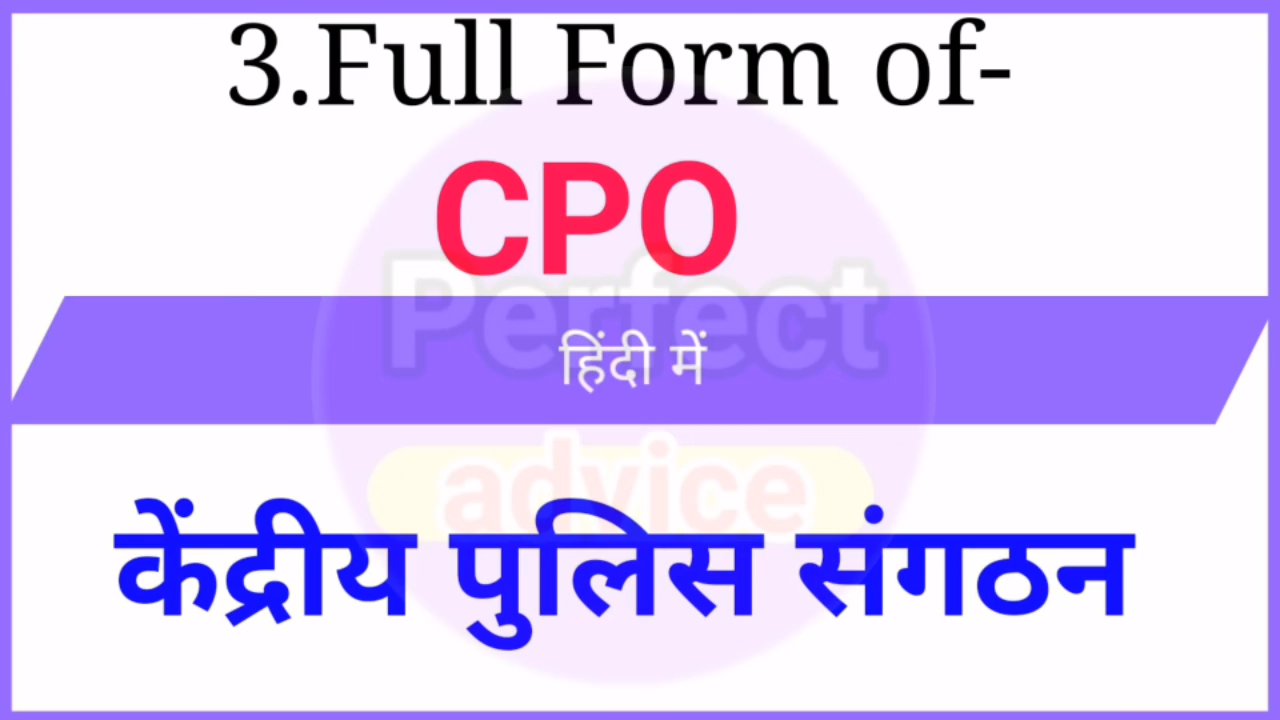 3.Full Form of-
CPO
Perfect
हिंदी में
advice
केंद्रीय पुलिस संगठन